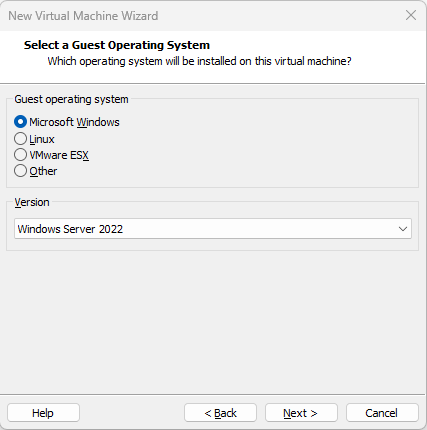 New Virtual Machine Wizard
Select a Guest Operating System
Which operating system will be installed on this virtual machine?
Guest operating system
Microsoft Windows
Linux
VMware ESX
Other
Version
Windows Server 2022
Help
< Back
Next >
Cancel